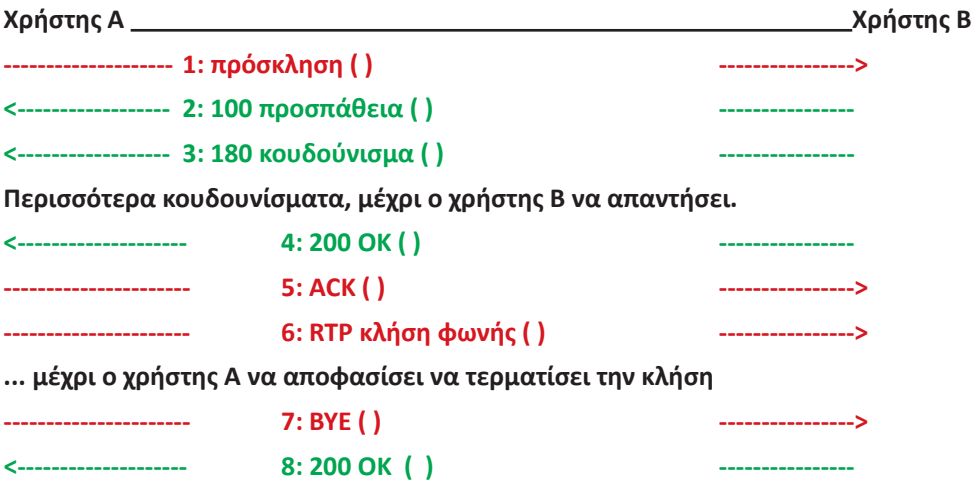 Χρήστης Α ______________________________ Χρήστης Β
------------------- 1: πρόσκληση ( ) ---------------->
<----------------- 2: 100 προσπάθεια ( ) ---------------
<----------------- 3: 180 κουδούνισμα ( ) ---------------
Περισσότερα κουδουνίσματα, μέχρι ο χρήστης Β να απαντήσει.
<------------------- 4: 200 OK ( ) ---------------
--------------------- 5: ACK ( ) ---------------->
--------------------- 6: RTP κλήση φωνής ( ) ---------------->
... μέχρι ο χρήστης Α να αποφασίσει να τερματίσει την κλήση
--------------------- 7: BYE ( ) ---------------->
<------------------- 8: 200 OK ( ) ---------------